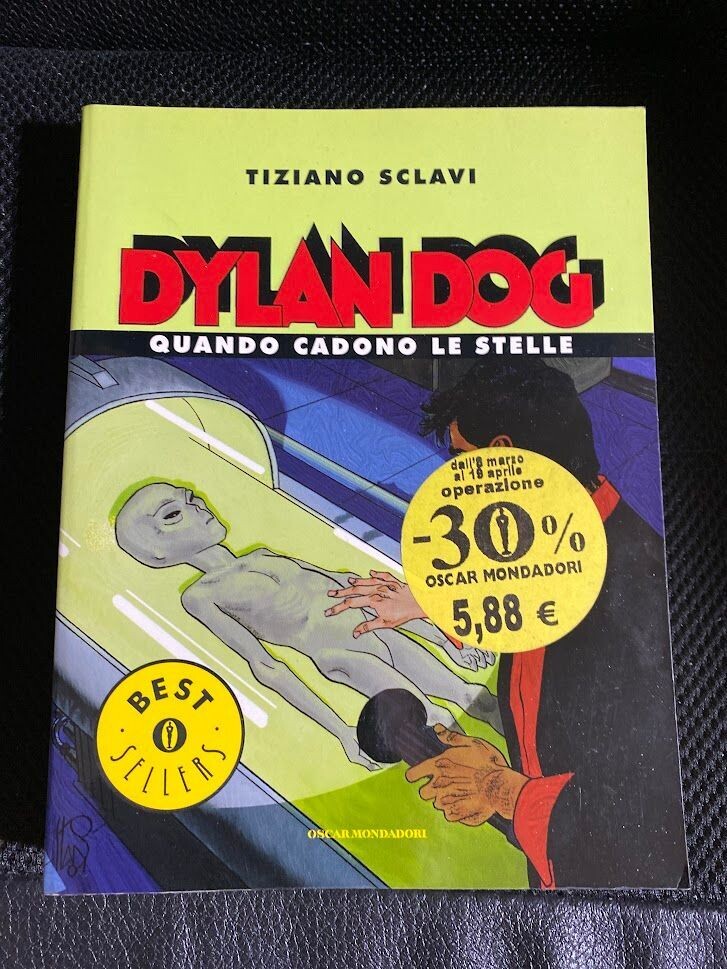 TIZIANO SCLAVI
DYLAN DOG
QUANDO CADONO LE STELLE
dall'8 marzo
al 19 aprile
operazione
-30%
OSCAR MONDADORI
5,88 €
BEST
SELLERS
OSCAR MONDADORI